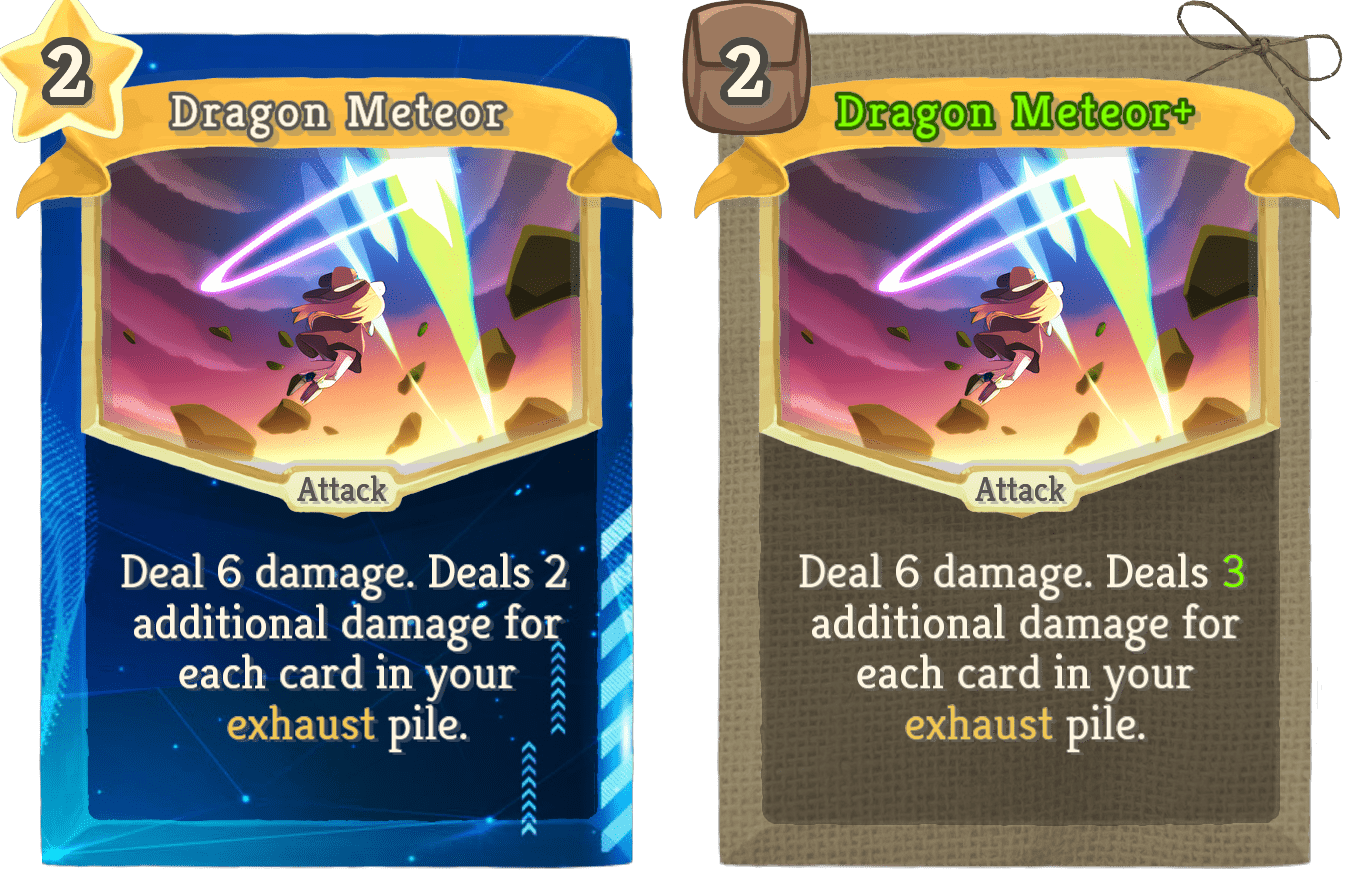 2
Dragon Meteor
Attack
Deal 6 damage. Deals 2
additional damage for
each card in your
exhaust pile.
2
Dragon Meteor+
Attack
Deal 6 damage. Deals 3
additional damage for
each card in your
exhaust pile.